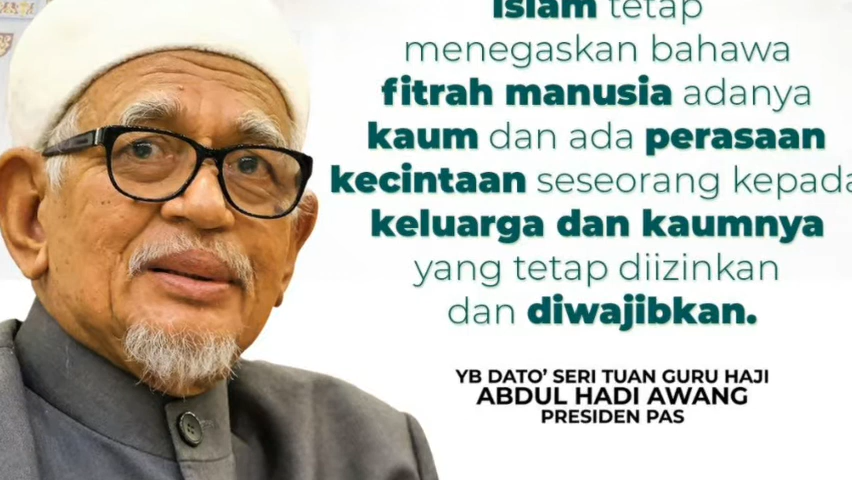 Islam tetap
menegaskan bahawa
fitrah manusia adanya
kaum dan ada perasaan
kecintaan seseorang kepada
keluarga dan kaumnya
yang tetap diizinkan
dan diwajibkan.
YB DATO’ SERI TUAN GURU HAJI
ABDUL HADI AWANG
PRESIDEN PAS